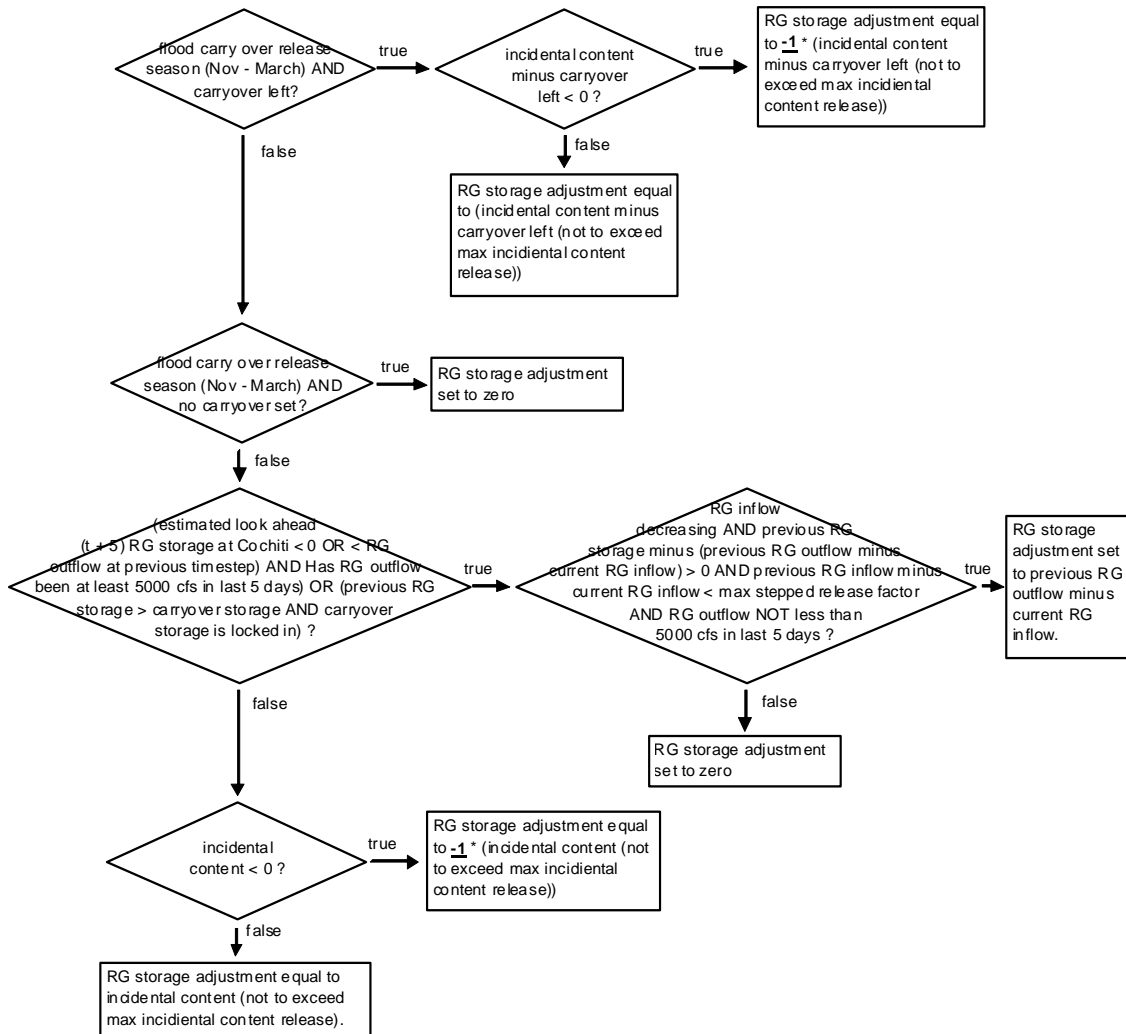 flood carry over release
season (Nov - March) AND
carryover left?
true
incidental content
minus carryover
left < 0 ?
true
RG storage adjustment equal
to -1 * (incidental content
minus carryover left (not to
exceed max incidiental
content release))
false
false
RG storage adjustment equal
to (incidental content minus
carryover left (not to exceed
max incidiental content
release))
flood carry over release
season (Nov - March) AND
no carryover set?
true
RG storage adjustment
set to zero
false
(estimated look ahead
(t + 5) RG storage at Cochiti < 0 OR < RG
outflow at previous timestep) AND Has RG outflow
been at least 5000 cfs in last 5 days) OR (previous RG
storage > carryover storage AND carryover
storage is locked in) ?
true
RG inflow
decreasing AND previous RG
storage minus (previous RG outflow minus
current RG inflow) > 0 AND previous RG inflow minus
current RG inflow < max stepped release factor
AND RG outflow NOT less than
5000 cfs in last 5 days ?
true
RG storage
adjustment set
to previous RG
outflow minus
current RG
inflow.
false
false
RG storage adjustment
set to zero
incidental
content < 0 ?
true
RG storage adjustment equal
to -1 * (incidental content (not
to exceed max incidiental
content release))
false
RG storage adjustment equal to
incidental content (not to exceed
max incidiental content release).